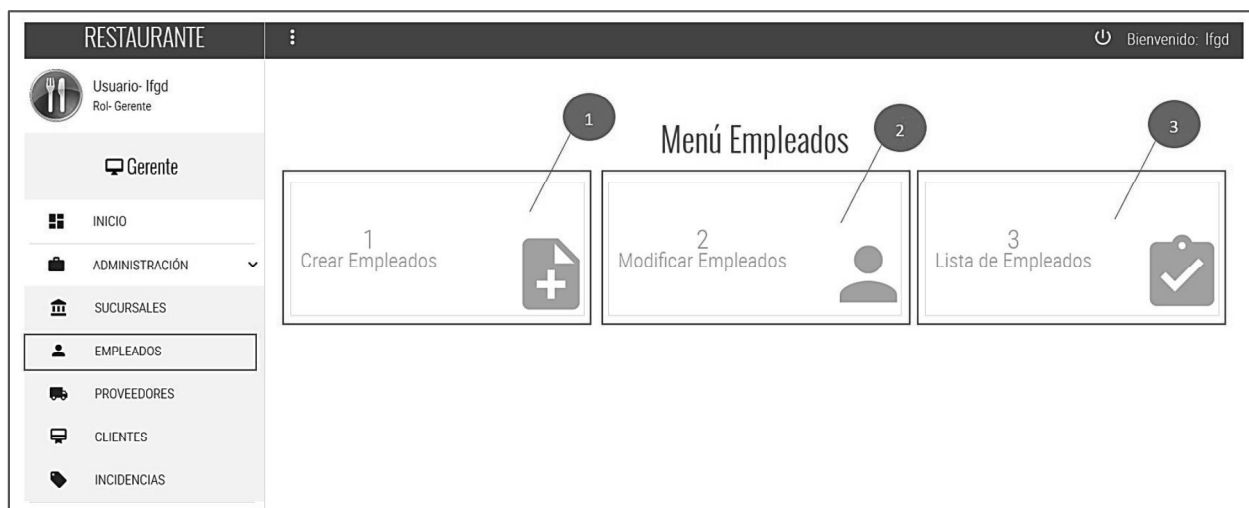 RESTAURANTE
Bienvenido: lfgd
Usuario- lfgd
Rol- Gerente
Gerente
INICIO
ADMINISTRACIÓN
SUCURSALES
EMPLEADOS
PROVEEDORES
CLIENTES
INCIDENCIAS
Menú Empleados
1
2
3
1
Crear Empleados
2
Modificar Empleados
3
Lista de Empleados